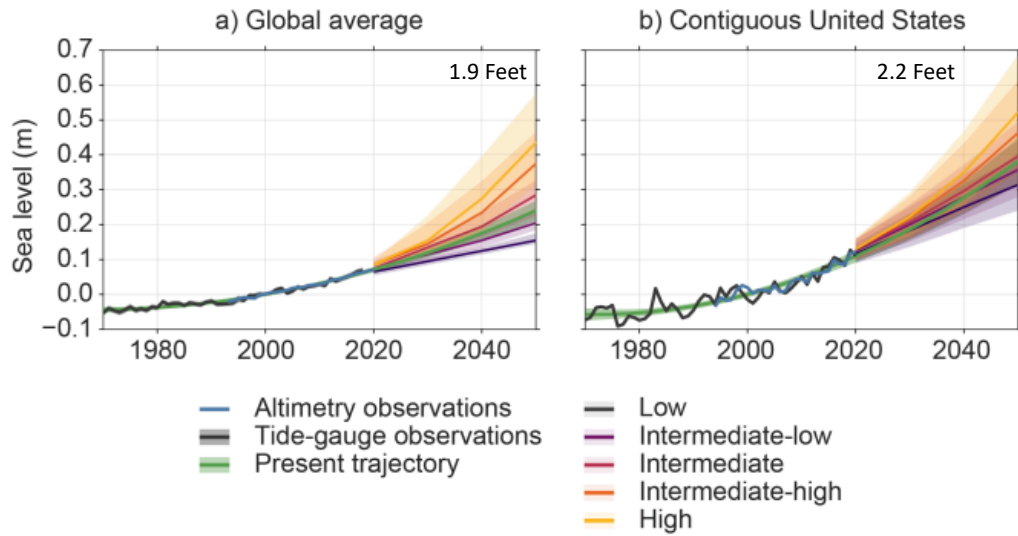 a) Global average
b) Contiguous United States
Sea level (m)
0.7
0.6
0.5
0.4
0.3
0.2
0.1
0.0
−0.1
1.9 Feet
2.2 Feet
1980 2000 2020 2040
1980 2000 2020 2040
Altimetry observations
Tide-gauge observations
Present trajectory
Low
Intermediate-low
Intermediate
Intermediate-high
High